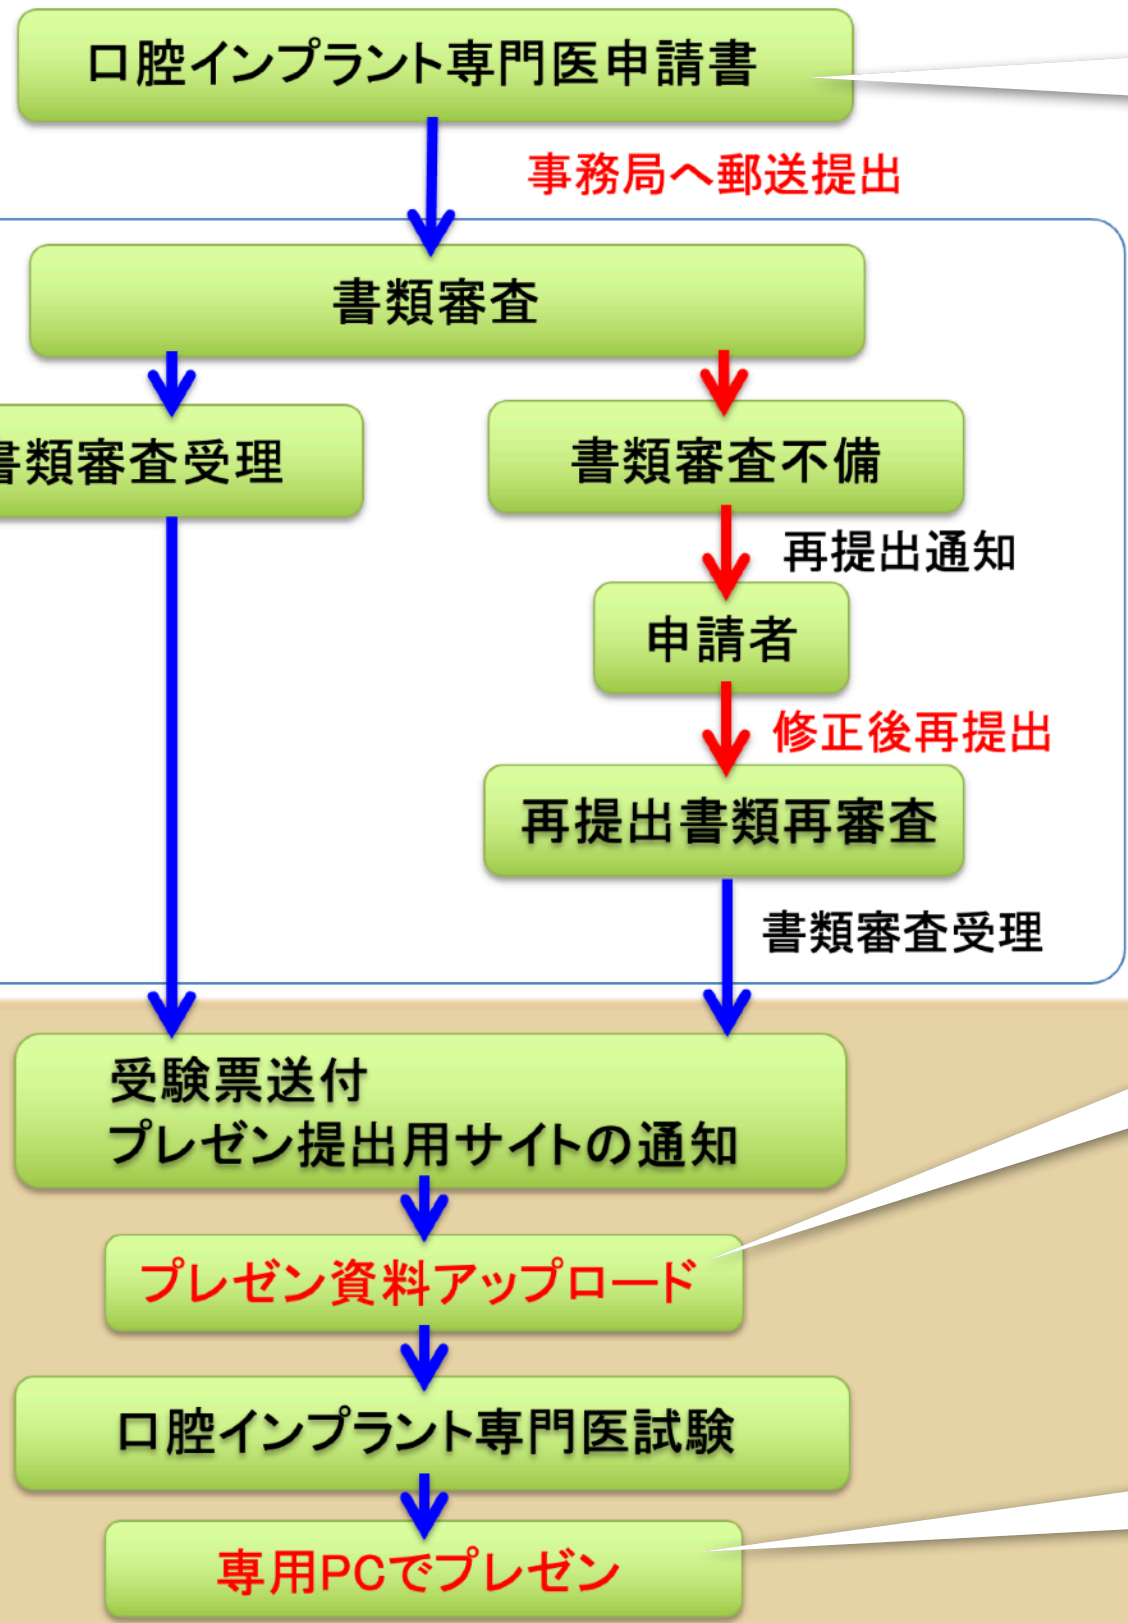 口腔インプラント専門医申請書
事務局へ郵送提出
書類審査
書類審査受理
書類審査不備
再提出通知
申請者
修正後再提出
再提出書類再審査
書類審査受理
受験票送付
プレゼン提出用サイトの通知
プレゼン資料アップロード
口腔インプラント専門医試験
専用PCでプレゼン